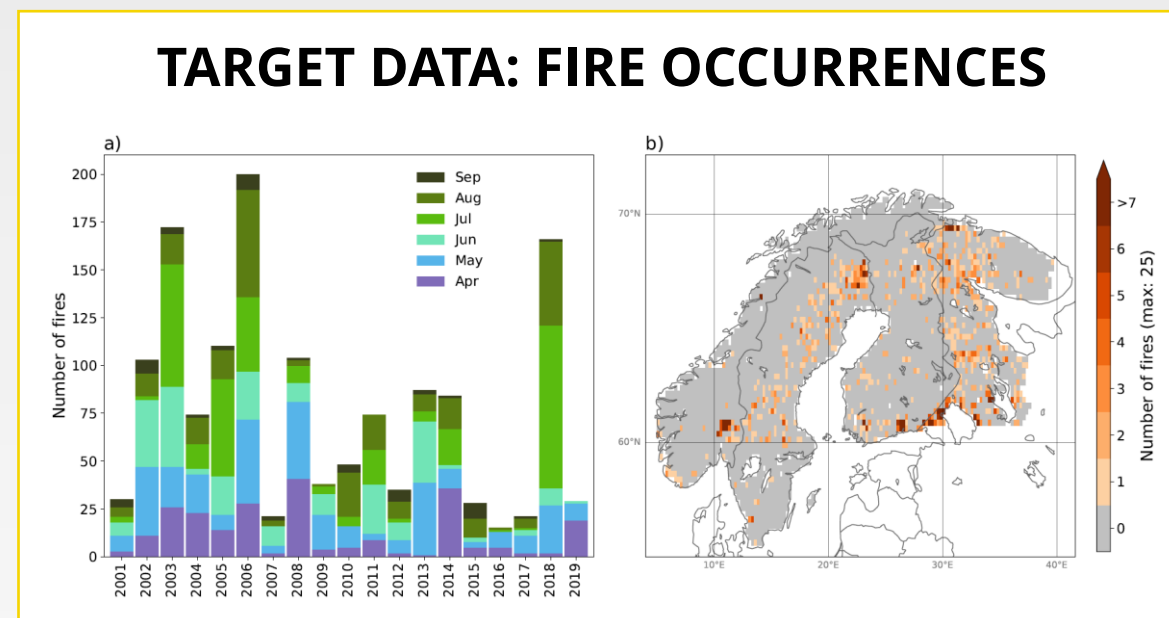 TARGET DATA: FIRE OCCURRENCES
a)
Number of fires
200
175
150
125
100
75
50
25
0
Sep
Aug
Jul
Jun
May
Apr
2001 2002 2003 2004 2005 2006 2007 2008 2009 2010 2011 2012 2013 2014 2015 2016 2017 2018 2019
b)
70°N
60°N
10°E 20°E 30°E 40°E
>7
6
5
4
3
2
1
0
Number of fires (max: 25)